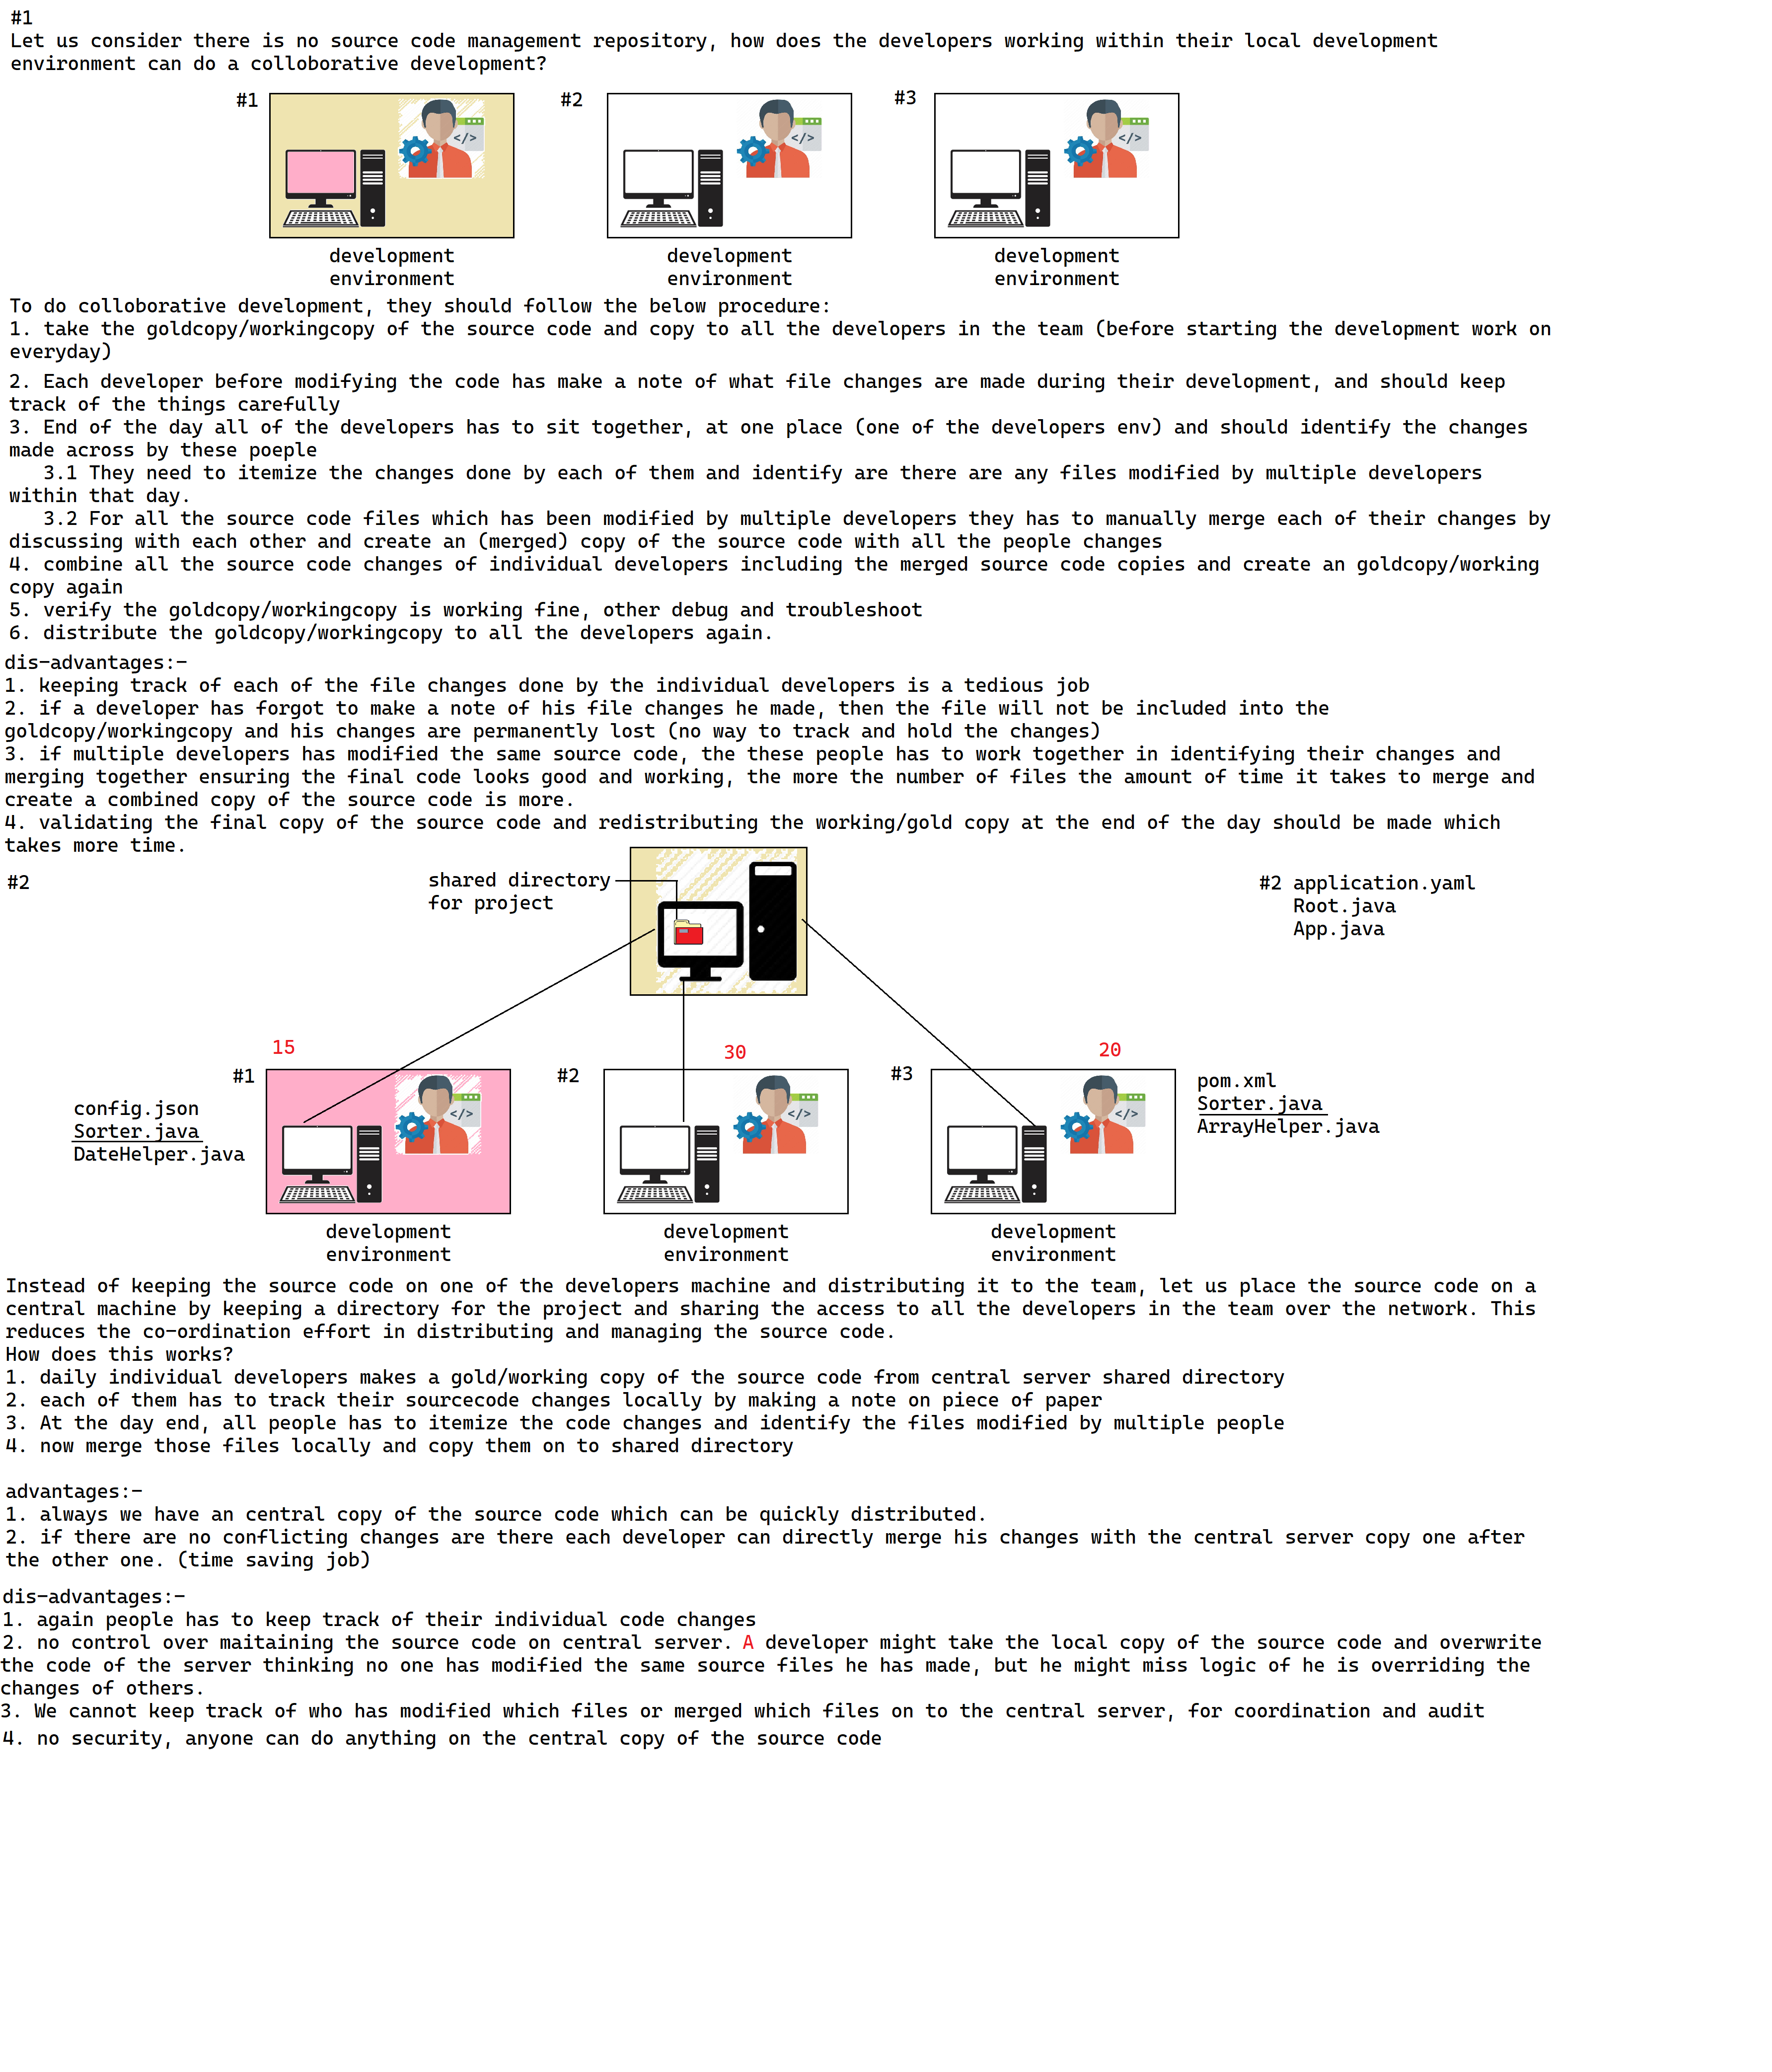 #1
Let us consider there is no source code management repository, how does the developers working within their local development
environment can do a colloborative development?
#1
#2
#3
</>
</>
</>
development
environment
development
environment
development
environment
To do colloborative development, they should follow the below procedure:
1. take the goldcopy/workingcopy of the source code and copy to all the developers in the team (before starting the development work on
everyday)
2. Each developer before modifying the code has make a note of what file changes are made during their development, and should keep
track of the things carefully
3. End of the day all of the developers has to sit together, at one place (one of the developers env) and should identify the changes
made across by these poeple
3.1 They need to itemize the changes done by each of them and identify are there are any files modified by multiple developers
within that day.
3.2 For all the source code files which has been modified by multiple developers they has to manually merge each of their changes by
discussing with each other and create an (merged) copy of the source code with all the people changes
4. combine all the source code changes of individual developers including the merged source code copies and create an goldcopy/working
copy again
5. verify the goldcopy/workingcopy is working fine, other debug and troubleshoot
6. distribute the goldcopy/workingcopy to all the developers again.
dis-advantages:-
1. keeping track of each of the file changes done by the individual developers is a tedious job
2. if a developer has forgot to make a note of his file changes he made, then the file will not be included into the
goldcopy/workingcopy and his changes are permanently lost (no way to track and hold the changes)
3. if multiple developers has modified the same source code, the these people has to work together in identifying their changes and
merging together ensuring the final code looks good and working, the more the number of files the amount of time it takes to merge and
create a combined copy of the source code is more.
4. validating the final copy of the source code and redistributing the working/gold copy at the end of the day should be made which
takes more time.
#2
shared directory
for project
#2 application.yaml
Root.java
App.java
15
30
20
#1
#2
#3
config.json
Sorter.java
DateHelper.java
</>
</>
</>
pom.xml
Sorter.java
ArrayHelper.java
development
environment
development
environment
development
environment
Instead of keeping the source code on one of the developers machine and distributing it to the team, let us place the source code on a
central machine by keeping a directory for the project and sharing the access to all the developers in the team over the network. This
reduces the co-ordination effort in distributing and managing the source code.
How does this works?
1. daily individual developers makes a gold/working copy of the source code from central server shared directory
2. each of them has to track their sourcecode changes locally by making a note on piece of paper
3. At the day end, all people has to itemize the code changes and identify the files modified by multiple people
4. now merge those files locally and copy them on to shared directory
advantages:-
1. always we have an central copy of the source code which can be quickly distributed.
2. if there are no conflicting changes are there each developer can directly merge his changes with the central server copy one after
the other one. (time saving job)
dis-advantages:-
1. again people has to keep track of their individual code changes
2. no control over maitaining the source code on central server. A developer might take the local copy of the source code and overwrite
the code of the server thinking no one has modified the same source files he has made, but he might miss logic of he is overriding the
changes of others.
3. We cannot keep track of who has modified which files or merged which files on to the central server, for coordination and audit
4. no security, anyone can do anything on the central copy of the source code